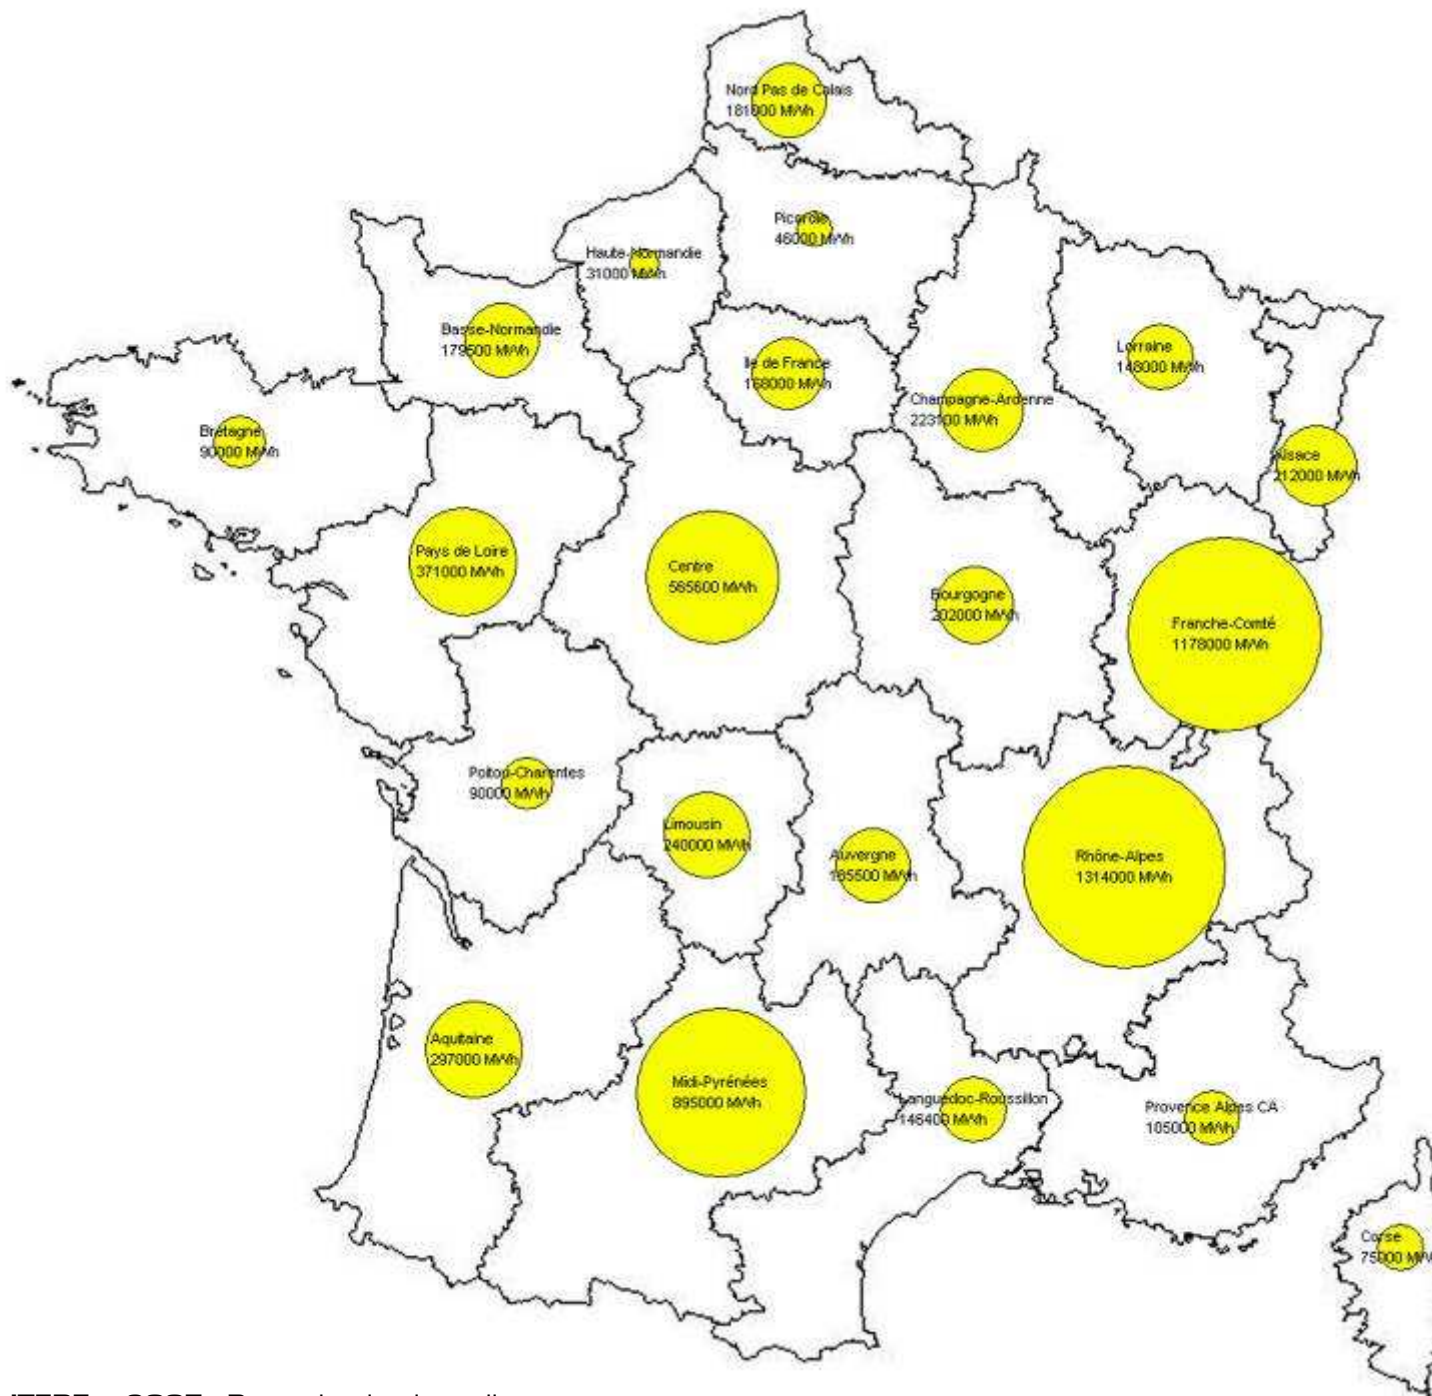 Nord Pas de Calais
181000 MWh
Picardie
46000 MWh
Haute-Normandie
31000 MWh
Basse-Normandie
179500 MWh
Ile de France
168000 MWh
Lorraine
148000 MWh
Champagne-Ardenne
223100 MWh
Bretagne
90000 MWh
Alsace
212000 MWh
Pays de Loire
371000 MWh
Centre
565600 MWh
Bourgogne
202000 MWh
Franche-Comté
1178000 MWh
Poitou-Charentes
90000 MWh
Limousin
240000 MWh
Auvergne
185500 MWh
Rhône-Alpes
1314000 MWh
Aquitaine
297000 MWh
Midi-Pyrénées
895000 MWh
Languedoc-Roussillon
146400 MWh
Provence Alpes CA
105000 MWh
Corse
75000 MW